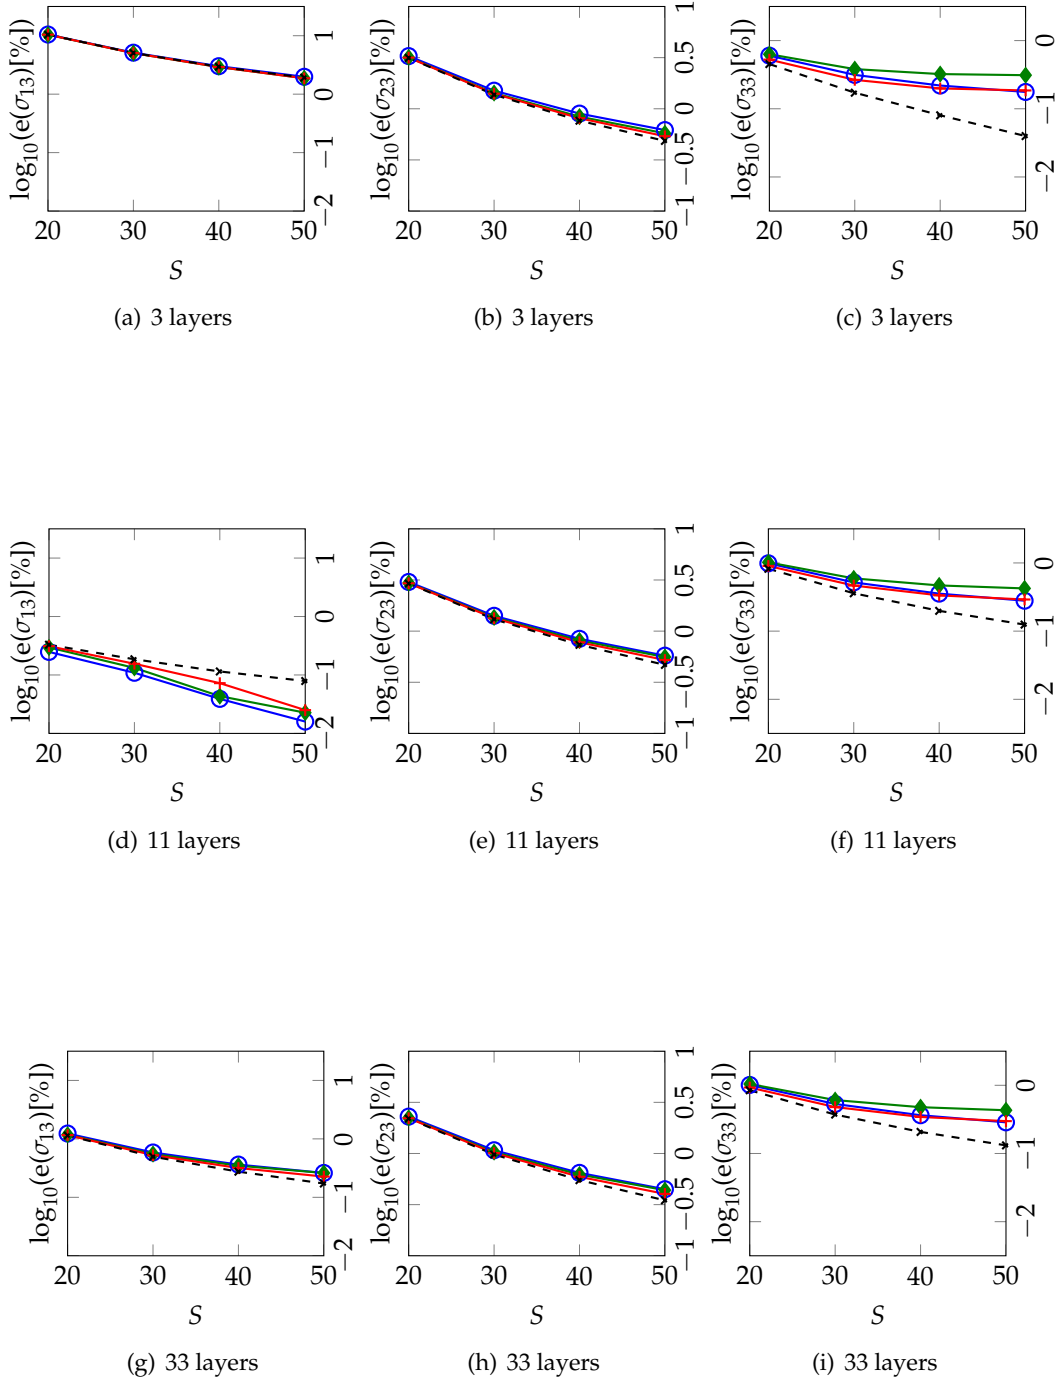 log10(e(σ13)[%])
1
0
−1
−2
20 30 40 50
S
(a) 3 layers
log10(e(σ23)[%])
1
0.5
0
−0.5
−1
20 30 40 50
S
(b) 3 layers
log10(e(σ33)[%])
0
−1
−2
20 30 40 50
S
(c) 3 layers
log10(e(σ13)[%])
1
0
−1
−2
20 30 40 50
S
(d) 11 layers
log10(e(σ23)[%])
1
0.5
0
−0.5
−1
20 30 40 50
S
(e) 11 layers
log10(e(σ33)[%])
0
−1
−2
20 30 40 50
S
(f) 11 layers
log10(e(σ13)[%])
1
0
−1
−2
20 30 40 50
S
(g) 33 layers
log10(e(σ23)[%])
1
0.5
0
−0.5
−1
20 30 40 50
S
(h) 33 layers
log10(e(σ33)[%])
0
−1
−2
20 30 40 50
S
(i) 33 layers